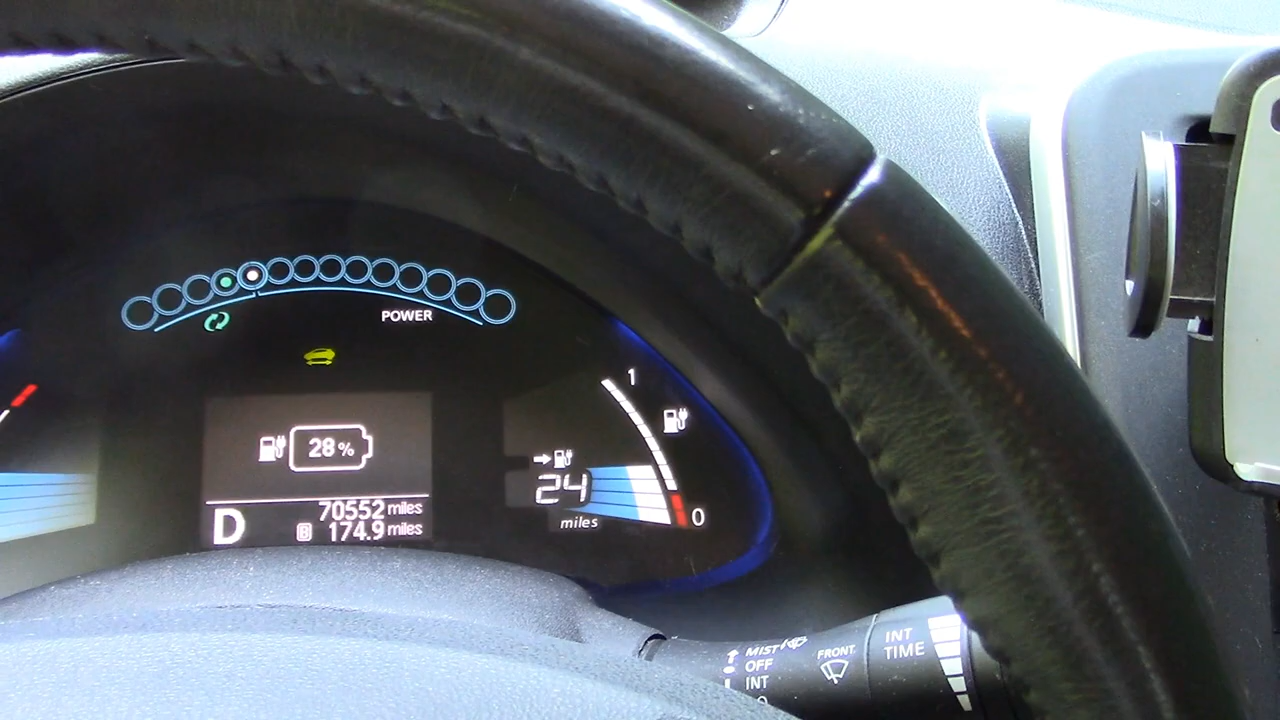 POWER
1
28%
24
miles
0
70552 miles
D
B 174.9 miles
MIST
OFF
INT
FRONT
INT
TIME